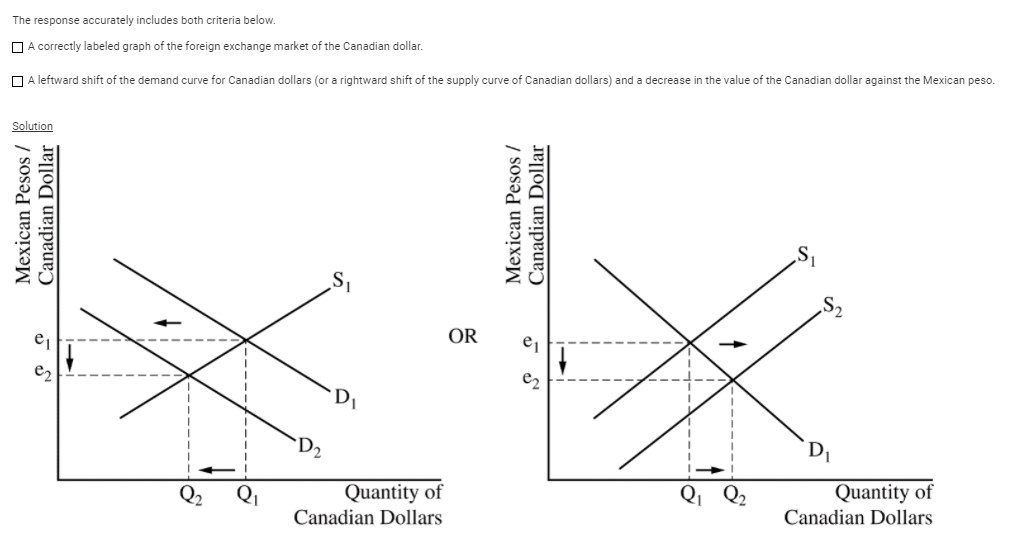 The response accurately includes both criteria below.
A correctly labeled graph of the foreign exchange market of the Canadian dollar.
A leftward shift of the demand curve for Canadian dollars (or a rightward shift of the supply curve of Canadian dollars) and a decrease in the value of the Canadian dollar against the Mexican peso.
Solution
Mexican Pesos /
Canadian Dollar
S1
e1
e2
D1
D2
Q2 Q1
Quantity of
Canadian Dollars
OR
Mexican Pesos /
Canadian Dollar
S1
S2
e1
e2
D1
Q1 Q2
Quantity of
Canadian Dollars